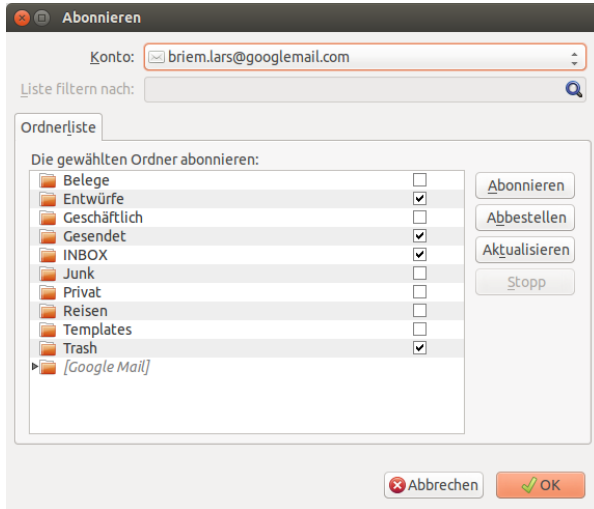 Abonnieren
Konto: briem.lars@googlemail.com
Liste filtern nach:
Ordnerliste
Die gewählten Ordner abonnieren:
Belege
Entwürfe
Geschäftlich
Gesendet
INBOX
Junk
Privat
Reisen
Templates
Trash
[Google Mail]
Abonnieren
Abbestellen
Aktualisieren
Stopp
Abbrechen
OK